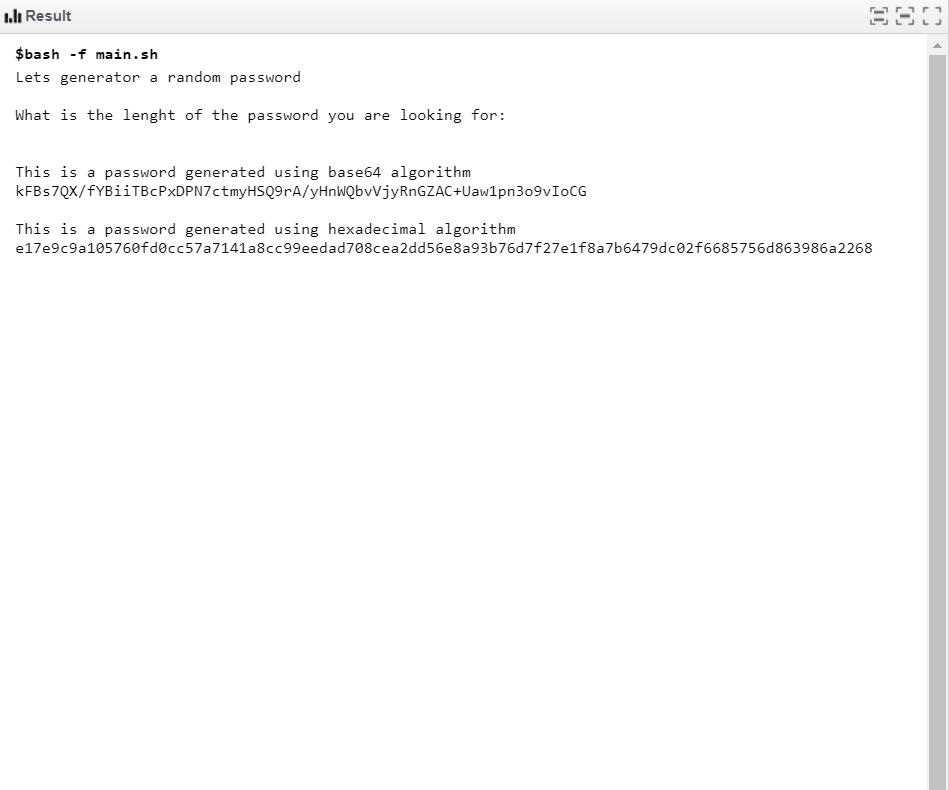 Result
$bash -f main.sh
Lets generator a random password
What is the lenght of the password you are looking for:
This is a password generated using base64 algorithm
kFBs7QX/fYBiiTBcPxDPN7ctmyHSQ9rA/yHnWQbvVjyRnGZAC+Uaw1pn3o9vIoCG
This is a password generated using hexadecimal algorithm
e17e9c9a105760fd0cc57a7141a8cc99eedad708cea2dd56e8a93b76d7f27e1f8a7b6479dc02f6685756d863986a2268